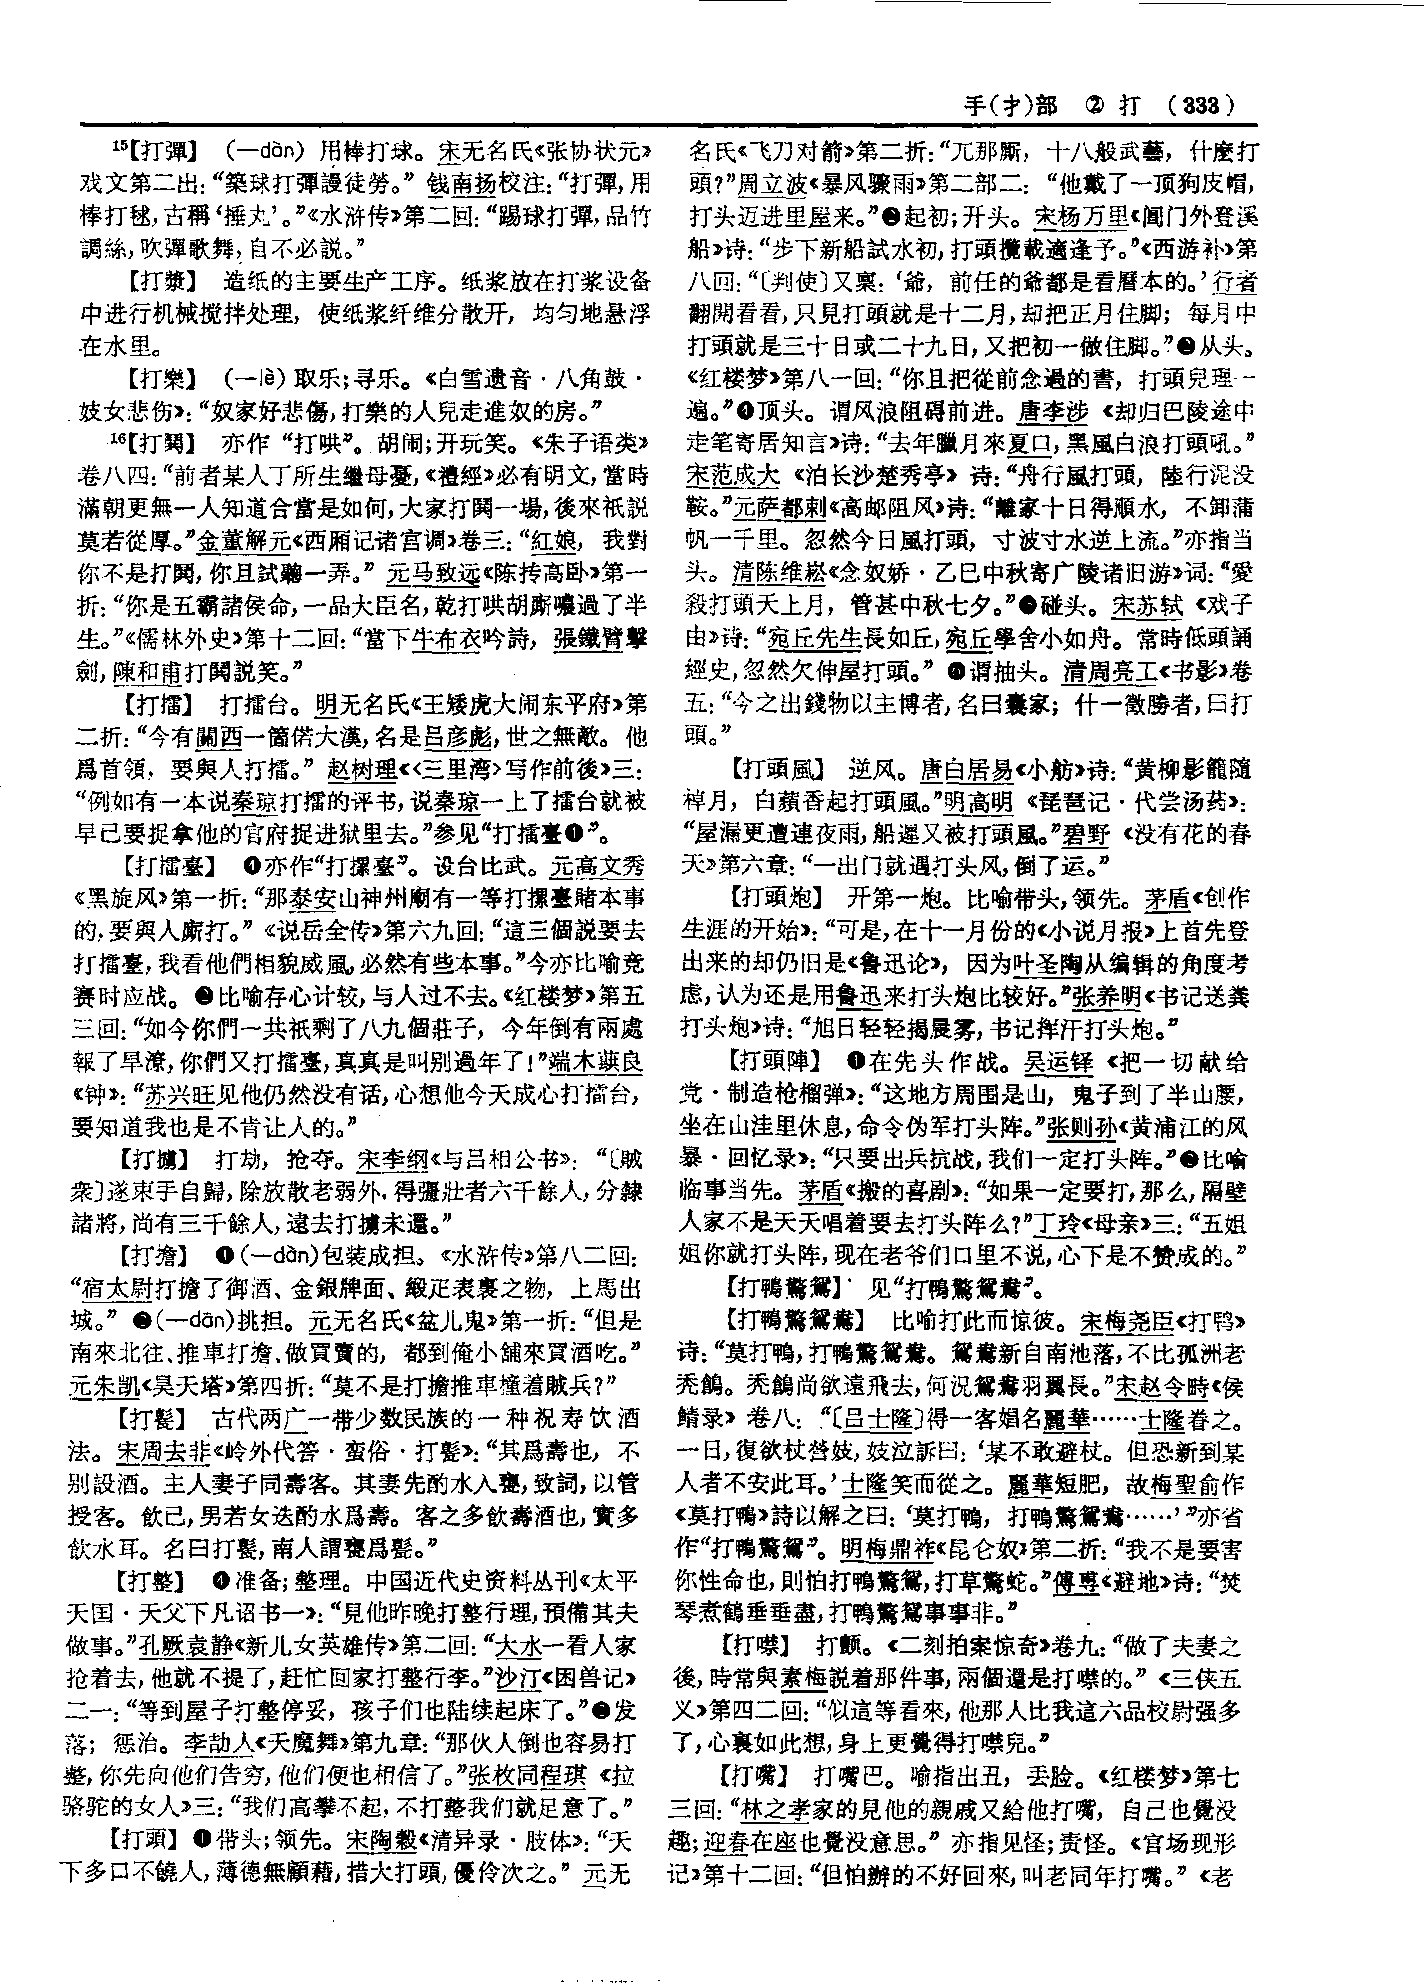 手(扌)部　② 打　(333)
¹⁵【打彈】　(—dàn) 用棒打球。宋无名氏《张协状元》
戏文第二出：“築球打彈謾徒勞。”钱南扬校注：“打彈，用
棒打毬，古稱‘捶丸’。”《水浒传》第二回：“踢球打彈，品竹
調絲，吹彈歌舞，自不必説。”
【打漿】　造纸的主要生产工序。纸浆放在打浆设备
中进行机械搅拌处理，使纸浆纤维分散开，均匀地悬浮
在水里。
【打樂】　(—lè) 取乐；寻乐。《白雪遗音·八角鼓·
妓女悲伤》：“奴家好悲傷，打樂的人兒走進奴的房。”
¹⁶【打鬨】　亦作“打哄”。胡闹；开玩笑。《朱子语类》
卷八四：“前者某人丁所生繼母憂，《禮經》必有明文，當時
滿朝更無一人知道合當是如何，大家打鬨一場，後來祇説
莫若從厚。”金董解元《西厢记诸宫调》卷三：“紅娘，我對
你不是打鬨，你且試聽一弄。”元马致远《陈抟高卧》第一
折：“你是五霸諸侯命，一品大臣名，乾打哄胡廝嚷過了半
生。”《儒林外史》第十二回：“當下牛布衣吟詩，張鐵臂擊
劍，陳和甫打鬨説笑。”
【打擂】　打擂台。明无名氏《王矮虎大闹东平府》第
二折：“今有關西一箇偌大漢，名是吕彦彪，世之無敵。他
爲首領，要與人打擂。”赵树理《〈三里湾〉写作前後》三：
“例如有一本说秦琼打擂的评书，说秦琼一上了擂台就被
早已要捉拿他的官府捉进狱里去。”参见“打擂臺❶”。
【打擂臺】　❶亦作“打擂臺”。设台比武。元高文秀
《黑旋风》第一折：“那泰安山神州廟有一等打擂臺賭本事
的，要與人廝打。”《说岳全传》第六九回：“這三個説要去
打擂臺，我看他們相貌威風，必然有些本事。”今亦比喻竞
赛时应战。❷比喻存心计较，与人过不去。《红楼梦》第五
三回：“如今你們一共祇剩了八九個莊子，今年倒有兩處
報了旱潦，你們又打擂臺，真真是叫别過年了！”端木蕻良
《钟》：“苏兴旺见他仍然没有话，心想他今天成心打擂台，
要知道我也是不肯让人的。”
【打擄】　打劫，抢夺。宋李纲《与吕相公书》：“〔賊
衆〕遂束手自歸，除放散老弱外，得彊壯者六千餘人，分隸
諸將，尚有三千餘人，遠去打擄未還。”
【打擔】　❶(—dàn)包装成担。《水浒传》第八二回：
“宿太尉打擔了御酒、金銀牌面、緞疋表裏之物，上馬出
城。”❷(—dān)挑担。元无名氏《盆儿鬼》第一折：“但是
南來北往、推車打擔、做買賣的，都到俺小舖來買酒吃。”
元朱凯《昊天塔》第四折：“莫不是打擔推車撞着賊兵？”
【打甏】　古代两广一带少数民族的一种祝寿饮酒
法。宋周去非《岭外代答·蛮俗·打甏》：“其爲壽也，不
别設酒。主人妻子同壽客。其妻先酌水入甕，致詞，以管
授客。飲已，男若女迭酌水爲壽。客之多飲壽酒也，實多
飲水耳。名曰打甏，南人謂甕爲甏。”
【打整】　❶准备；整理。中国近代史资料丛刊《太平
天国·天父下凡诏书一》：“見他昨晚打整行理，預備其夫
做事。”孔厥袁静《新儿女英雄传》第二回：“大水一看人家
抢着去，他就不提了，赶忙回家打整行李。”沙汀《困兽记》
二一：“等到屋子打整停妥，孩子们也陆续起床了。”❷发
落；惩治。李劼人《天魔舞》第九章：“那伙人倒也容易打
整，你先向他们告穷，他们便也相信了。”张枚同程琪《拉
骆驼的女人》三：“我们高攀不起，不打整我们就足意了。”
【打頭】❶带头；领先。宋陶穀《清异录·肢体》：“天
下多口不饒人，薄德無顧藉，措大打頭，優伶次之。”元无
名氏《飞刀对箭》第二折：“兀那廝，十八般武藝，什麽打
頭？”周立波《暴风骤雨》第二部二：“他戴了一顶狗皮帽，
打头迈进里屋来。”❷起初；开头。宋杨万里《阊门外登溪
船》诗：“步下新船試水初，打頭攬載適逢予。”《西游补》第
八回：“〔判使〕又稟：‘爺，前任的爺都是看曆本的。’行者
翻閱看看，只見打頭就是十二月，却把正月住脚；每月中
打頭就是三十日或二十九日，又把初一做住脚。”❸从头。
《红楼梦》第八一回：“你且把從前念過的書，打頭兒理一
遍。”❹顶头。谓风浪阻碍前进。唐李涉《却归巴陵途中
走笔寄居知言》诗：“去年臘月來夏口，黑風白浪打頭吼。”
宋范成大《泊长沙楚秀亭》诗：“舟行風打頭，陸行泥没
鞍。”元萨都剌《高邮阻风》诗：“離家十日得順水，不卸蒲
帆一千里。忽然今日風打頭，寸波寸水逆上流。”亦指当
头。清陈维崧《念奴娇·乙巳中秋寄广陵诸旧游》词：“愛
殺打頭天上月，管甚中秋七夕。”❺碰头。宋苏轼《戏子
由》诗：“宛丘先生長如丘，宛丘學舍小如舟。常時低頭誦
經史，忽然欠伸屋打頭。”❻谓抽头。清周亮工《书影》卷
五：“今之出錢物以主博者，名曰囊家；什一徵勝者，曰打
頭。”
【打頭風】　逆风。唐白居易《小舫》诗：“黄柳影籠隨
棹月，白蘋香起打頭風。”明高明《琵琶记·代尝汤药》：
“屋漏更遭連夜雨，船遲又被打頭風。”碧野《没有花的春
天》第六章：“一出门就遇打头风，倒了运。”
【打頭炮】　开第一炮。比喻带头，领先。茅盾《创作
生涯的开始》：“可是，在十一月份的《小说月报》上首先登
出来的却仍旧是《鲁迅论》，因为叶圣陶从编辑的角度考
虑，认为还是用鲁迅来打头炮比较好。”张养明《书记送粪
打头炮》诗：“旭日轻轻揭晨雾，书记挥汗打头炮。”
【打頭陣】　❶在先头作战。吴运铎《把一切献给
党·制造枪榴弹》：“这地方周围是山，鬼子到了半山腰，
坐在山洼里休息，命令伪军打头阵。”张则孙《黄浦江的风
暴·回忆录》：“只要出兵抗战，我们一定打头阵。”❷比喻
临事当先。茅盾《搬的喜剧》：“如果一定要打，那么，隔壁
人家不是天天唱着要去打头阵么？”丁玲《母亲》三：“五姐
姐你就打头阵，现在老爷们口里不说，心下是不赞成的。”
【打鴨驚鴛】　见“打鴨驚鴛鴦”。
【打鴨驚鴛鴦】　比喻打此而惊彼。宋梅尧臣《打鸭》
诗：“莫打鴨，打鴨驚鴛鴦。鴛鴦新自南池落，不比孤洲老
秃鶬。秃鶬尚欲遠飛去，何況鴛鴦羽翼長。”宋赵令畤《侯
鲭录》卷八：“〔吕士隆〕得一客娼名麗華……士隆眷之。
一日，復欲杖營妓，妓泣訴曰：‘某不敢避杖。但恐新到某
人者不安此耳。’士隆笑而從之。麗華短肥，故梅聖俞作
《莫打鴨》詩以解之曰：‘莫打鴨，打鴨驚鴛鴦……’”亦省
作“打鴨驚鴛”。明梅鼎祚《昆仑奴》第二折：“我不是要害
你性命也，則怕打鴨驚鴛，打草驚蛇。”傅尃《避地》诗：“焚
琴煮鶴垂垂盡，打鴨驚鴛事事非。”
【打噤】　打颤。《二刻拍案惊奇》卷九：“做了夫妻之
後，時常與素梅説着那件事，兩個還是打噤的。”《三侠五
义》第四二回：“似這等看來，他那人比我這六品校尉强多
了，心裏如此想，身上更覺得打噤兒。”
【打嘴】　打嘴巴。喻指出丑，丢脸。《红楼梦》第七
三回：“林之孝家的見他的親戚又給他打嘴，自己也覺没
趣；迎春在座也覺没意思。”亦指见怪；责怪。《官场现形
记》第十二回：“但怕辦的不好回來，叫老同年打嘴。”《老